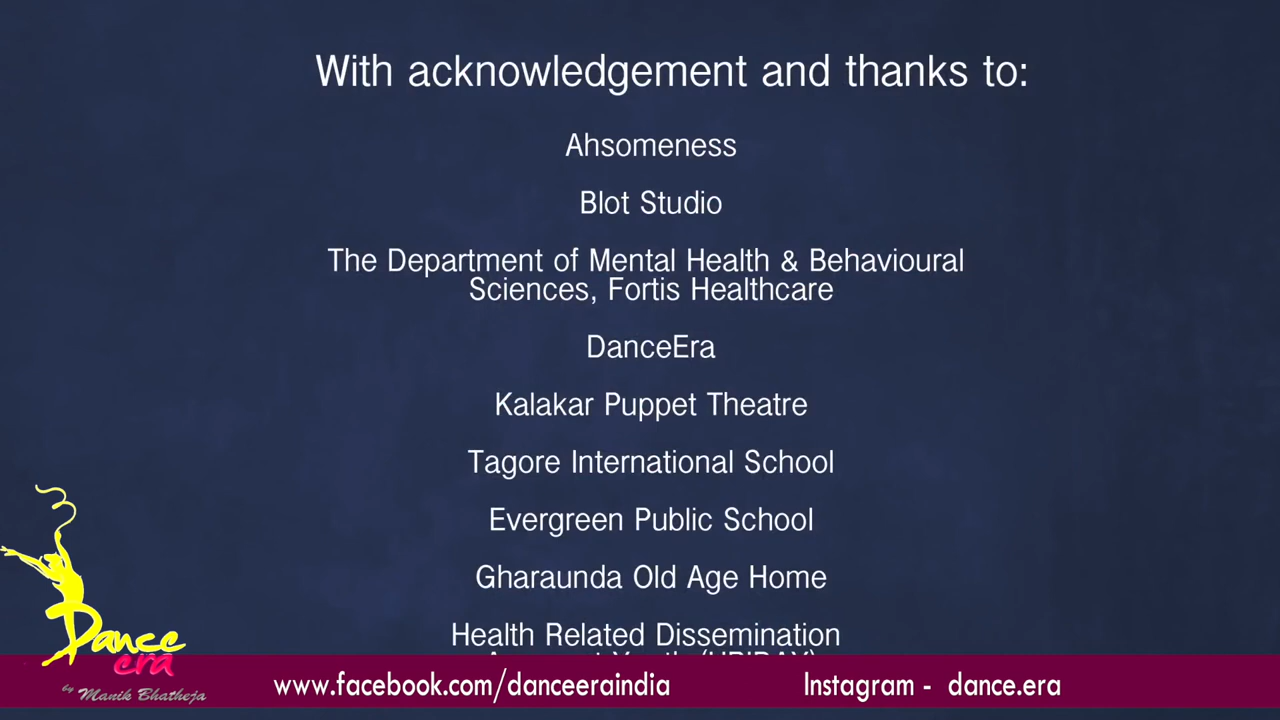 With acknowledgement and thanks to:
Ahsomeness
Blot Studio
The Department of Mental Health & Behavioural
Sciences, Fortis Healthcare
DanceEra
Kalakar Puppet Theatre
Tagore International School
Evergreen Public School
Gharaunda Old Age Home
Health Related Dissemination
Dance
era
by Manik Bhatheja
www.facebook.com/danceeraindia
Instagram - dance.era